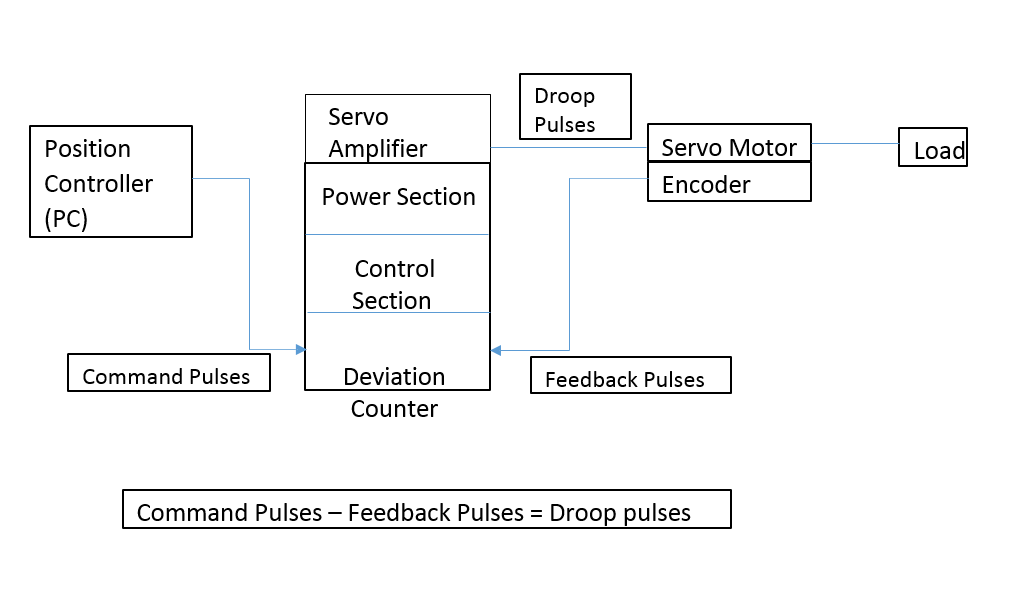 Droop
Pulses
Servo
Amplifier
Position
Controller
(PC)
Servo Motor
Load
Encoder
Power Section
Control
Section
Deviation
Counter
Command Pulses
Feedback Pulses
Command Pulses – Feedback Pulses = Droop pulses